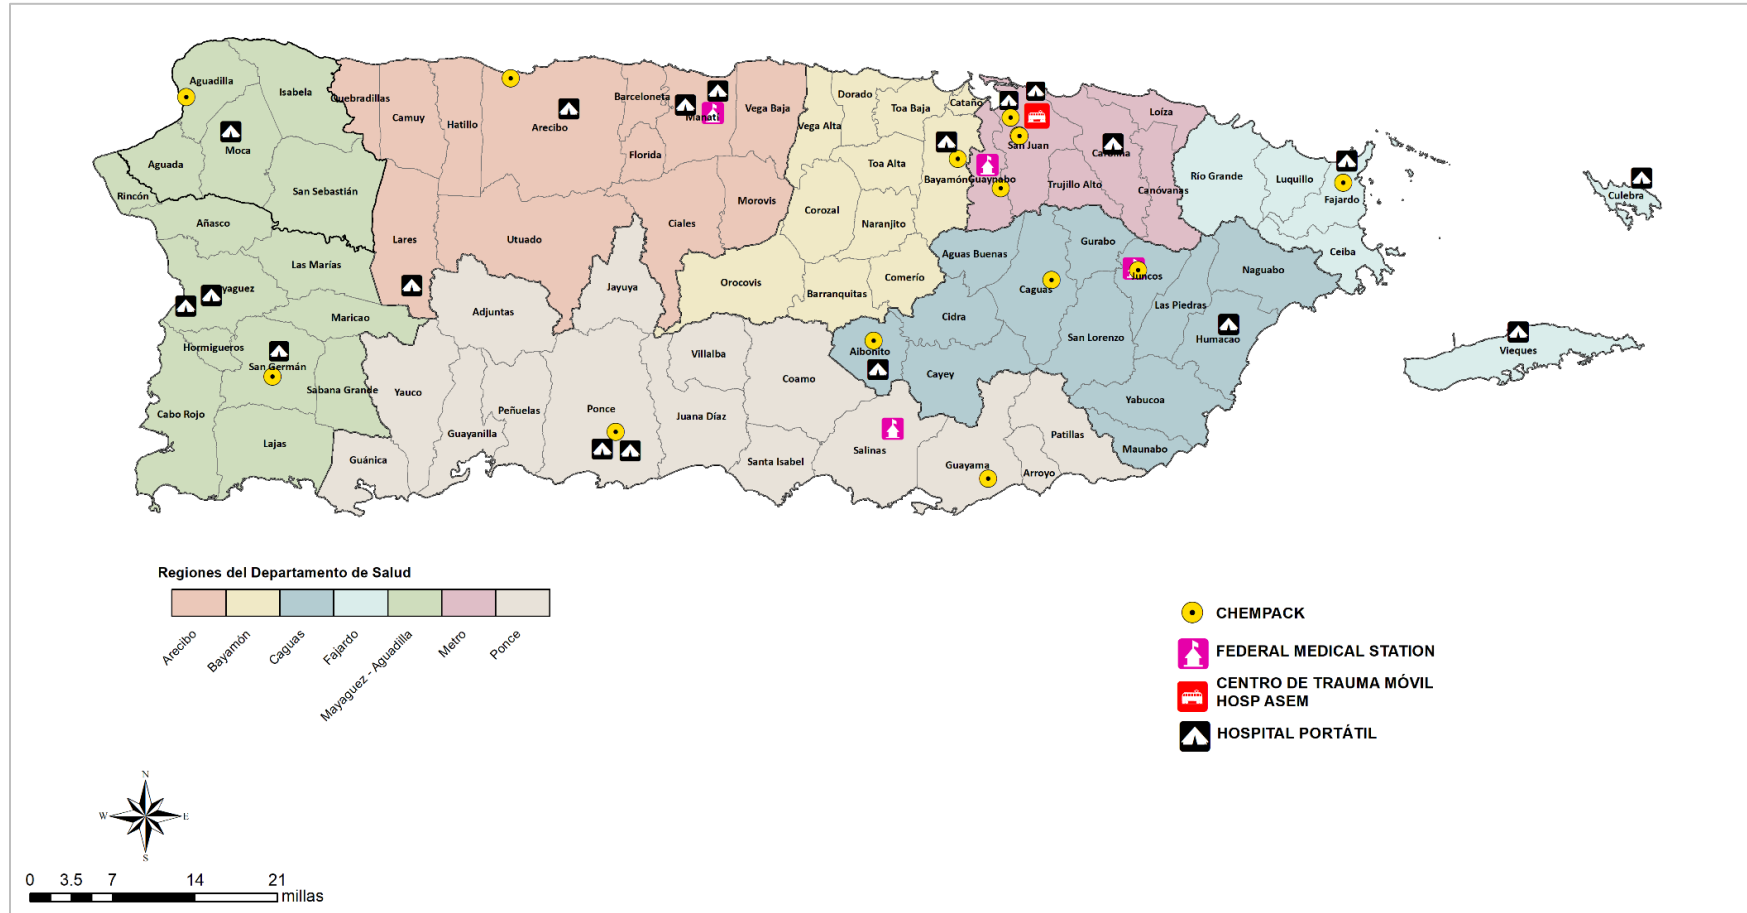 Aguadilla
Isabela
Quebradillas
Camuy
Hatillo
Arecibo
Barceloneta
Manatí
Vega Baja
Florida
Vega Alta
Dorado
Toa Baja
Cataño
Toa Alta
Bayamón
Guaynabo
San Juan
Carolina
Loíza
Trujillo Alto
Canóvanas
Río Grande
Luquillo
Fajardo
Ceiba
Culebra
Vieques
Moca
Aguada
Rincón
San Sebastián
Añasco
Las Marías
yaguez
Maricao
Hormigueros
San Germán
Sabana Grande
Cabo Rojo
Lajas
Lares
Utuado
Ciales
Morovis
Corozal
Naranjito
Orocovis
Barranquitas
Comerío
Adjuntas
Jayuya
Aguas Buenas
Gurabo
Caguas
Juncos
Naguabo
Cidra
Las Piedras
San Lorenzo
Humacao
Aibonito
Cayey
Yabucoa
Maunabo
Villalba
Coamo
Yauco
Peñuelas
Ponce
Juana Díaz
Guayanilla
Guánica
Santa Isabel
Salinas
Guayama
Patillas
Arroyo
Regiones del Departamento de Salud
Arecibo
Bayamón
Caguas
Fajardo
Mayaguez - Aguadilla
Metro
Ponce
CHEMPACK
FEDERAL MEDICAL STATION
CENTRO DE TRAUMA MÓVIL
HOSP ASEM
HOSPITAL PORTÁTIL
N
W
E
S
0 3.5 7 14 21
millas